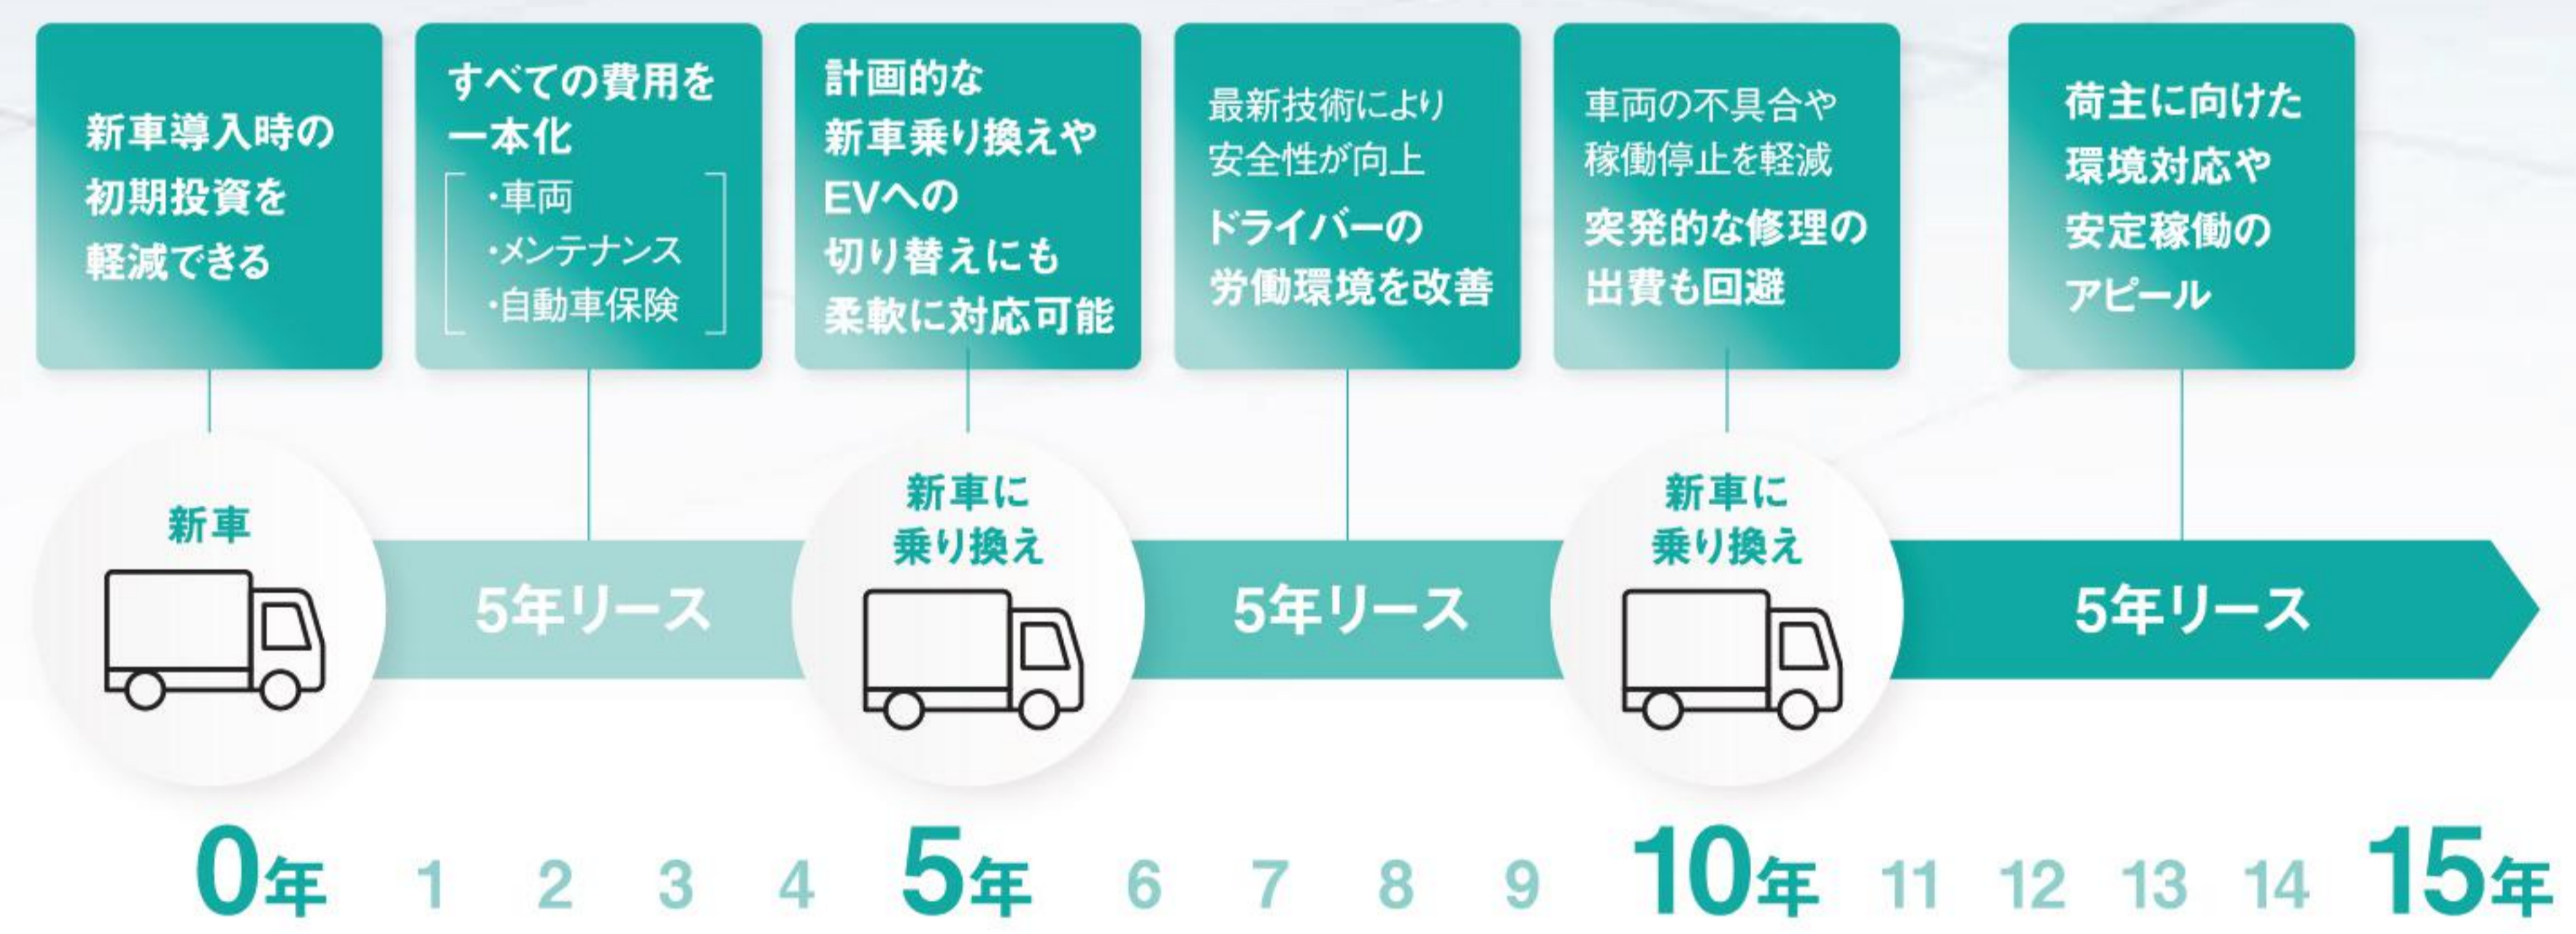 新車導入時の
初期投資を
軽減できる
すべての費用を
一本化
・車両
・メンテナンス
・自動車保険
計画的な
新車乗り換えや
EVへの
切り替えにも
柔軟に対応可能
最新技術により
安全性が向上
ドライバーの
労働環境を改善
車両の不具合や
稼働停止を軽減
突発的な修理の
出費も回避
荷主に向けた
環境対応や
安定稼働の
アピール
新車
5年リース
新車に
乗り換え
5年リース
新車に
乗り換え
5年リース
0年 1 2 3 4 5年 6 7 8 9 10年 11 12 13 14 15年